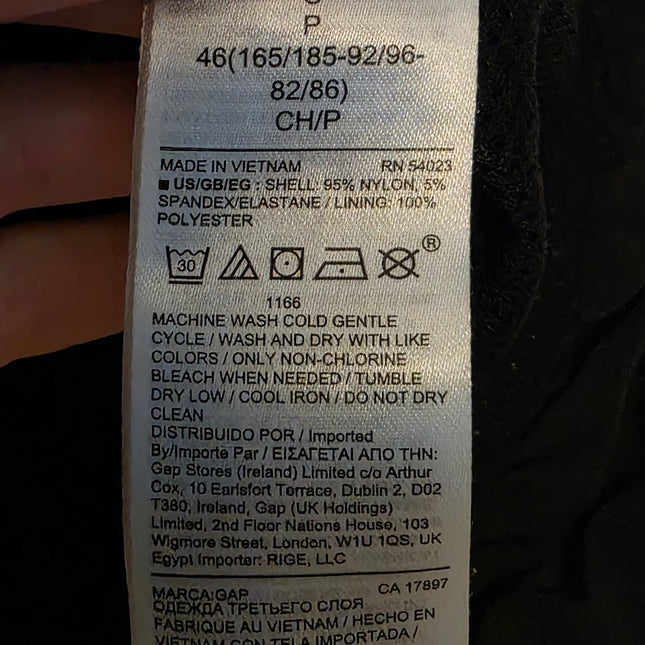 P
46(165/185-92/96-
82/86)
CH/P
MADE IN VIETNAM RN 54023
US/GB/EG : SHELL: 95% NYLON, 5%
SPANDEX/ELASTANE / LINING: 100%
POLYESTER
30
®
1166
MACHINE WASH COLD GENTLE
CYCLE / WASH AND DRY WITH LIKE
COLORS / ONLY NON-CHLORINE
BLEACH WHEN NEEDED / TUMBLE
DRY LOW / COOL IRON / DO NOT DRY
CLEAN
DISTRIBUIDO POR / Imported
By/Importe Par / ΕΙΣΑΓΕΤΑΙ ΑΠΟ ΤΗΝ:
Gap Stores (Ireland) Limited c/o Arthur
Cox, 10 Earlsfort Terrace, Dublin 2, D02
T380, Ireland, Gap (UK Holdings)
Limited, 2nd Floor Nations House, 103
Wigmore Street, London, W1U 1QS, UK
Egypt Importer: RIGE, LLC
MARCA:GAP CA 17897
ОДЕЖДА ТРЕТЬЕГО СЛОЯ
FABRIQUE AU VIETNAM / HECHO EN
VIETNAM CON TELA IMPORTADA /